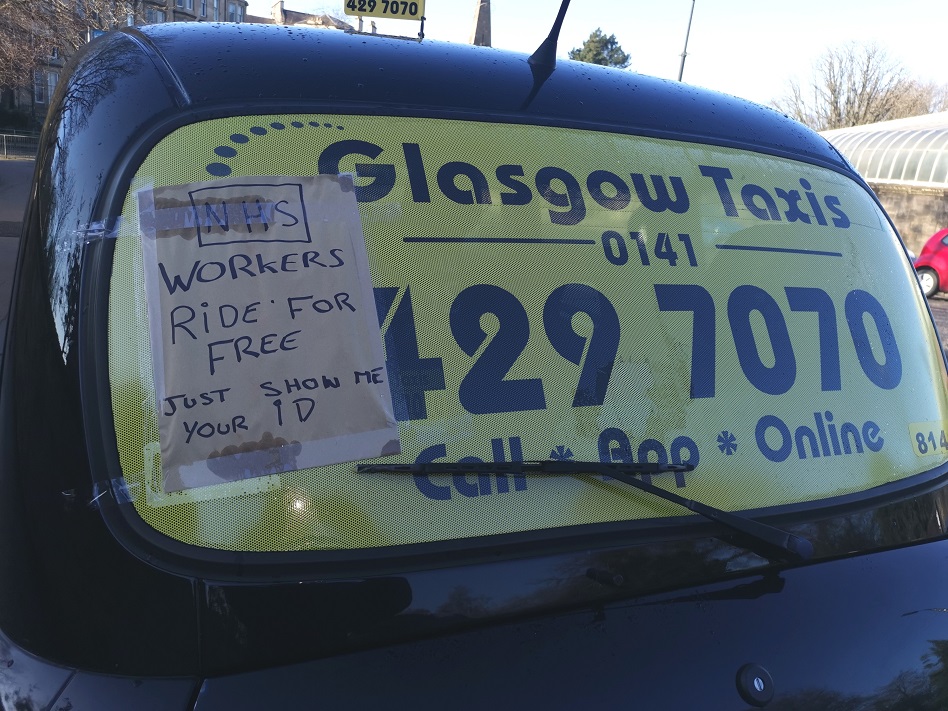 429 7070
Glasgow Taxis
0141
429 7070
Call * App * Online
814
NHS
WORKERS
RIDE FOR
FREE
JUST SHOW ME
YOUR ID